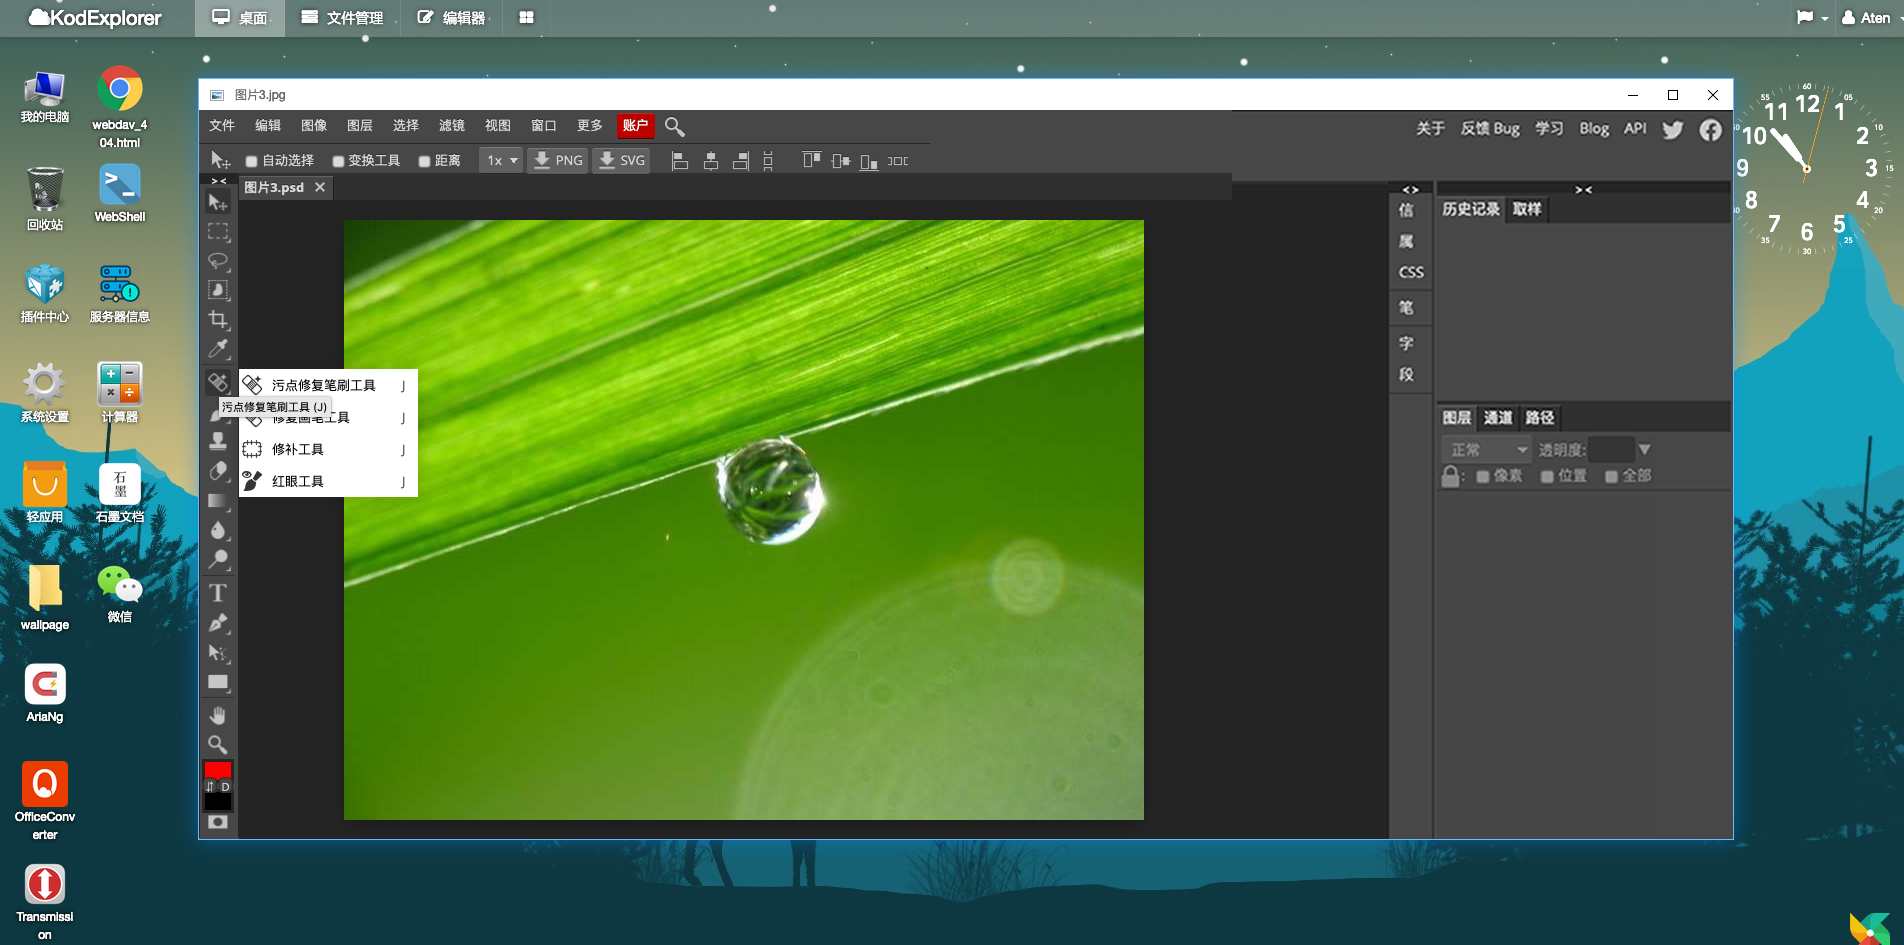 KodExplorer 桌面 文件管理 编辑器 Aten
我的电脑
webdav_4
04.html
回收站
WebShell
插件中心
服务器信息
系统设置
计算器
轻应用
石墨
石墨文档
wallpage
微信
AriaNg
OfficeConv
erter
Transmissi
on
图片3.jpg
文件 编辑 图像 图层 选择 滤镜 视图 窗口 更多 账户
关于 反馈 Bug 学习 Blog API
自动选择 变换工具 距离 1x PNG SVG
图片3.psd
污点修复笔刷工具 J
污点修复笔刷工具 (J)
修复画笔工具 J
修补工具 J
红眼工具 J
T
D
信
属
CSS
笔
字
段
历史记录 取样
图层 通道 路径
正常 透明度:
像素 位置 全部
60 05 10 15 20 25 30 35 55
12 1 2 3 4 5 6 7 8 9 10 11